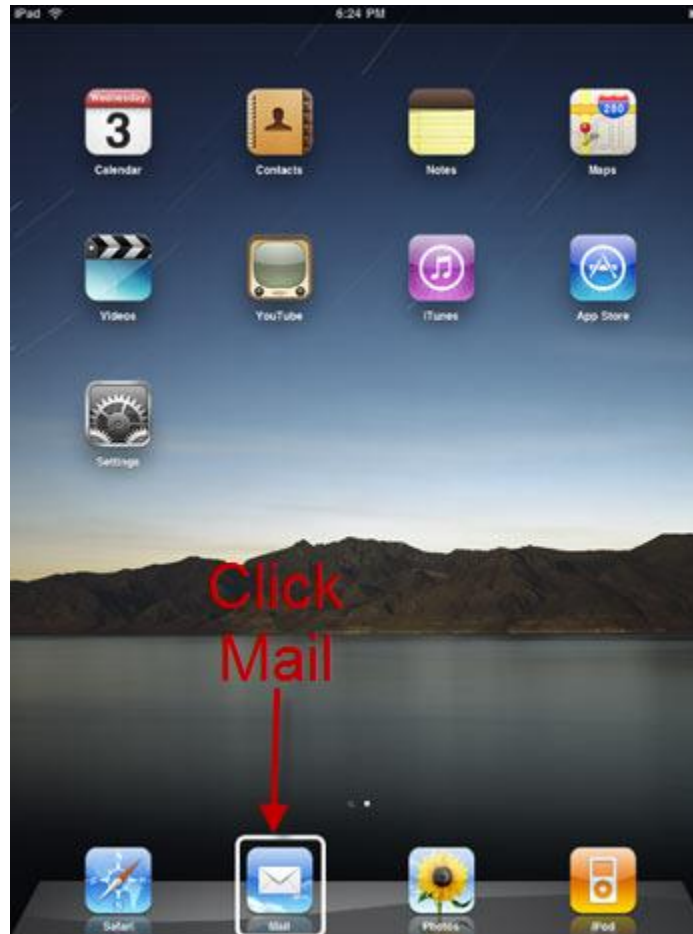 iPad 6:24 PM
Wednesday
3
Calendar Contacts Notes 280 Maps
Videos YouTube iTunes App Store
Settings
Click
Mail
Safari Mail Photos iPod